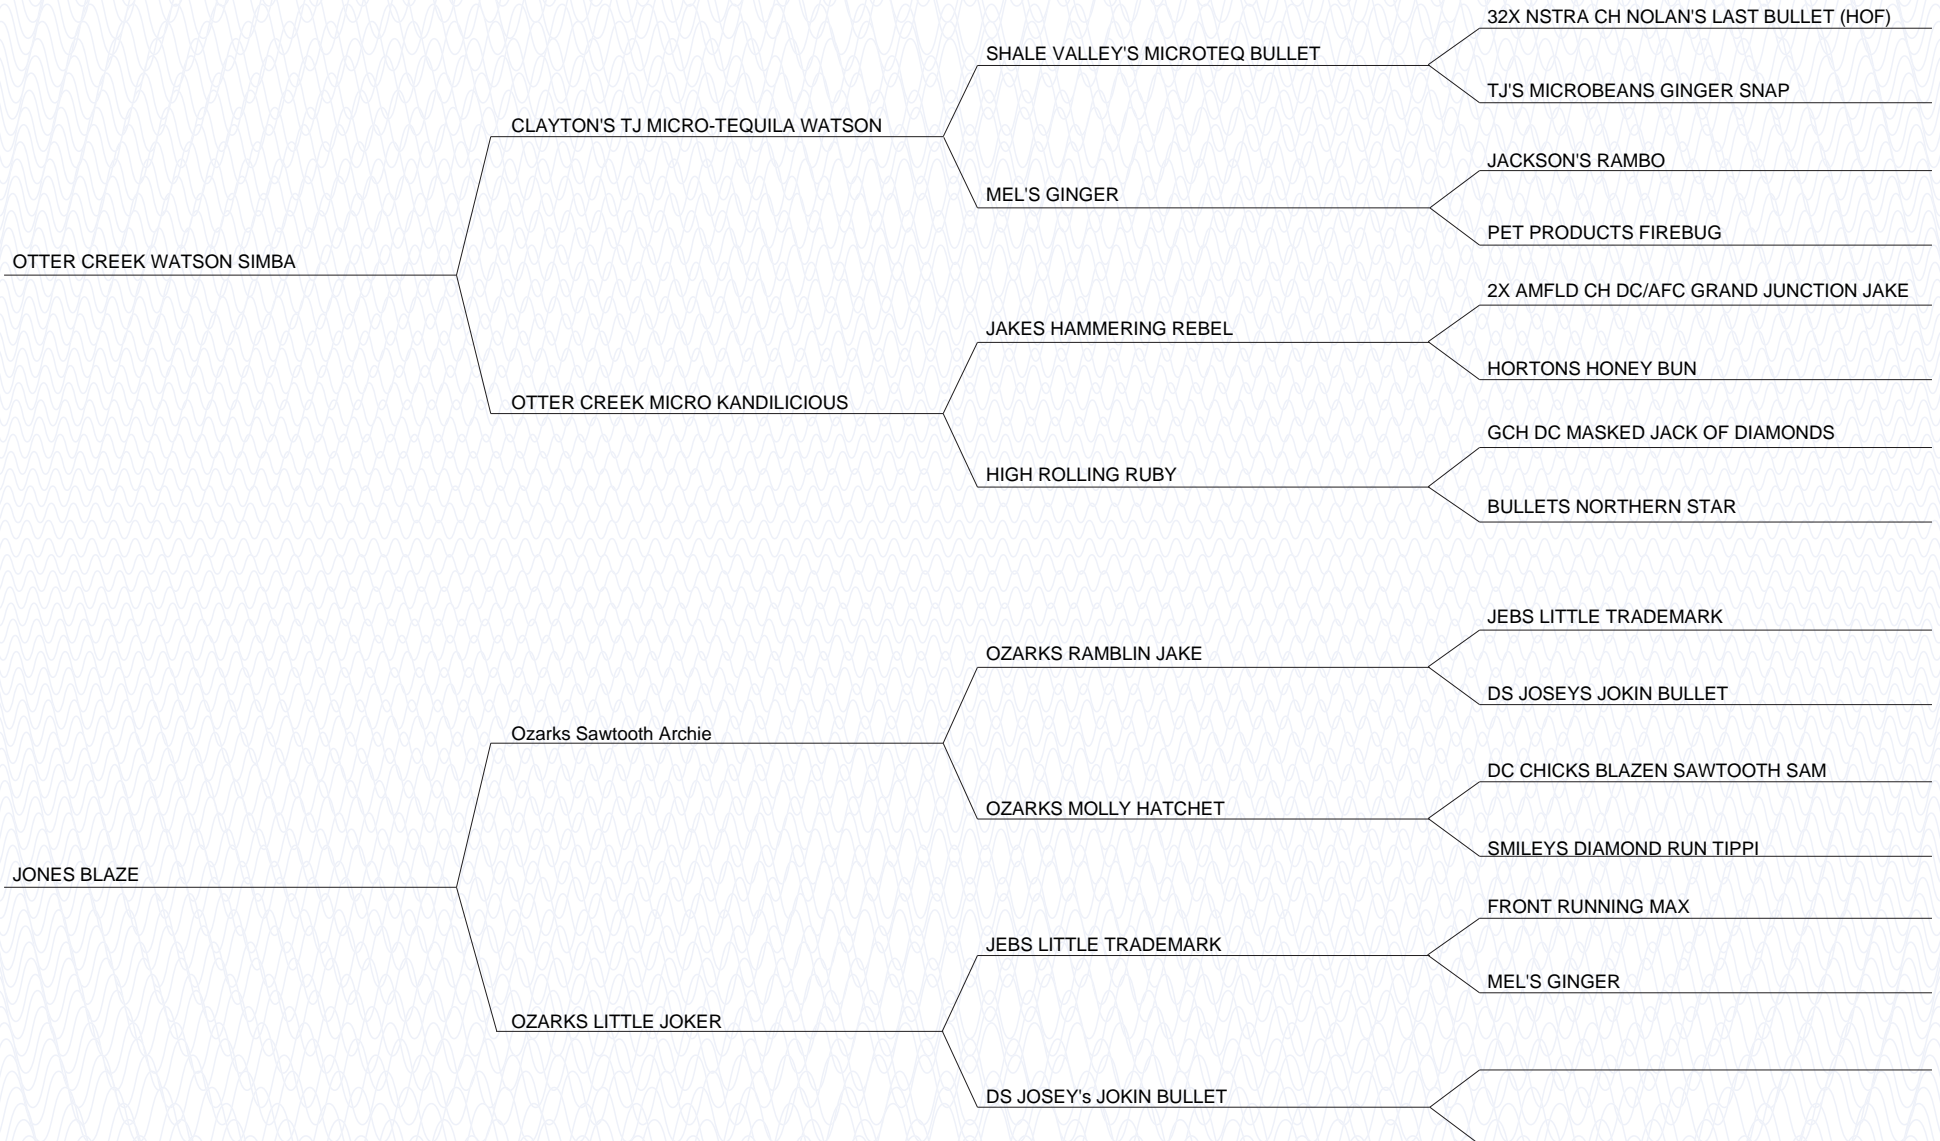 32X NSTRA CH NOLAN'S LAST BULLET (HOF)
SHALE VALLEY'S MICROTEQ BULLET
TJ'S MICROBEANS GINGER SNAP
CLAYTON'S TJ MICRO-TEQUILA WATSON
JACKSON'S RAMBO
MEL'S GINGER
PET PRODUCTS FIREBUG
OTTER CREEK WATSON SIMBA
2X AMFLD CH DC/AFC GRAND JUNCTION JAKE
JAKES HAMMERING REBEL
HORTONS HONEY BUN
OTTER CREEK MICRO KANDILICIOUS
GCH DC MASKED JACK OF DIAMONDS
HIGH ROLLING RUBY
BULLETS NORTHERN STAR
JEBS LITTLE TRADEMARK
OZARKS RAMBLIN JAKE
DS JOSEYS JOKIN BULLET
Ozarks Sawtooth Archie
DC CHICKS BLAZEN SAWTOOTH SAM
OZARKS MOLLY HATCHET
SMILEYS DIAMOND RUN TIPPI
JONES BLAZE
FRONT RUNNING MAX
JEBS LITTLE TRADEMARK
MEL'S GINGER
OZARKS LITTLE JOKER
DS JOSEY's JOKIN BULLET